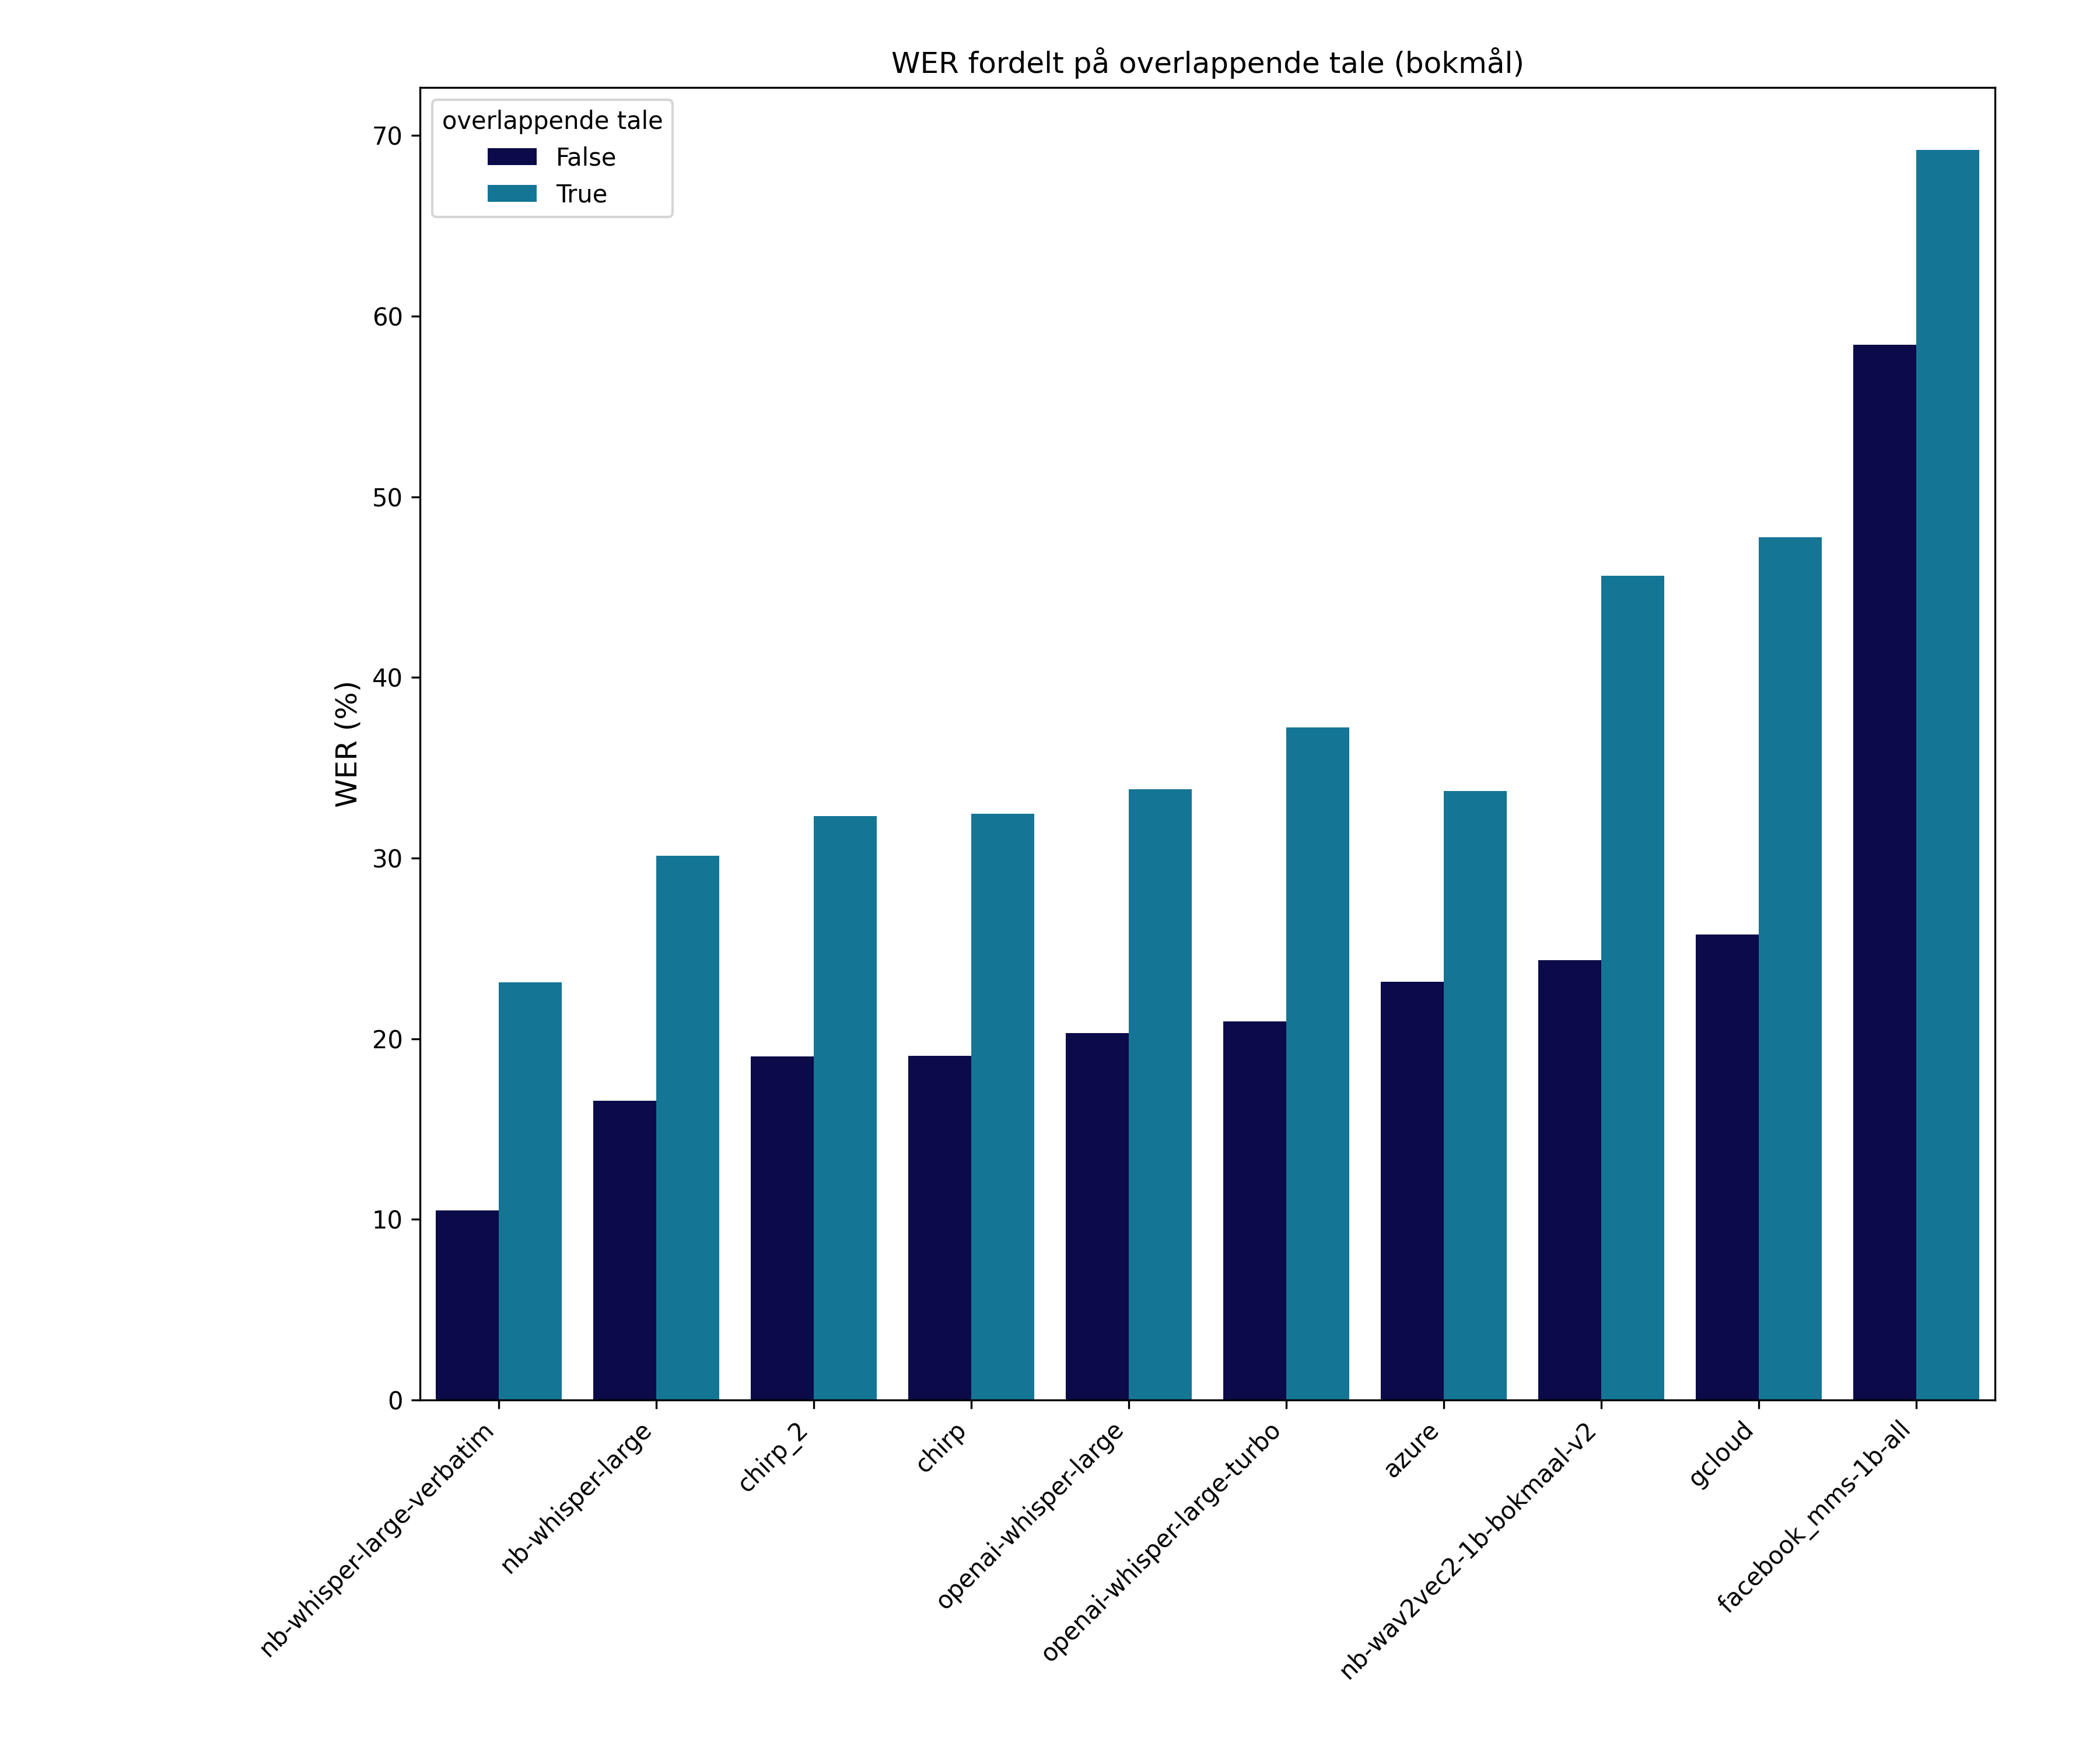 WER fordelt på overlappende tale (bokmål)
overlappende tale
False
True
WER (%)
70
60
50
40
30
20
10
0
nb-whisper-large-verbatim
nb-whisper-large
chirp_2
chirp
openai-whisper-large
openai-whisper-large-turbo
azure
nb-wav2vec2-1b-bokmaal-v2
gcloud
facebook_mms-1b-all